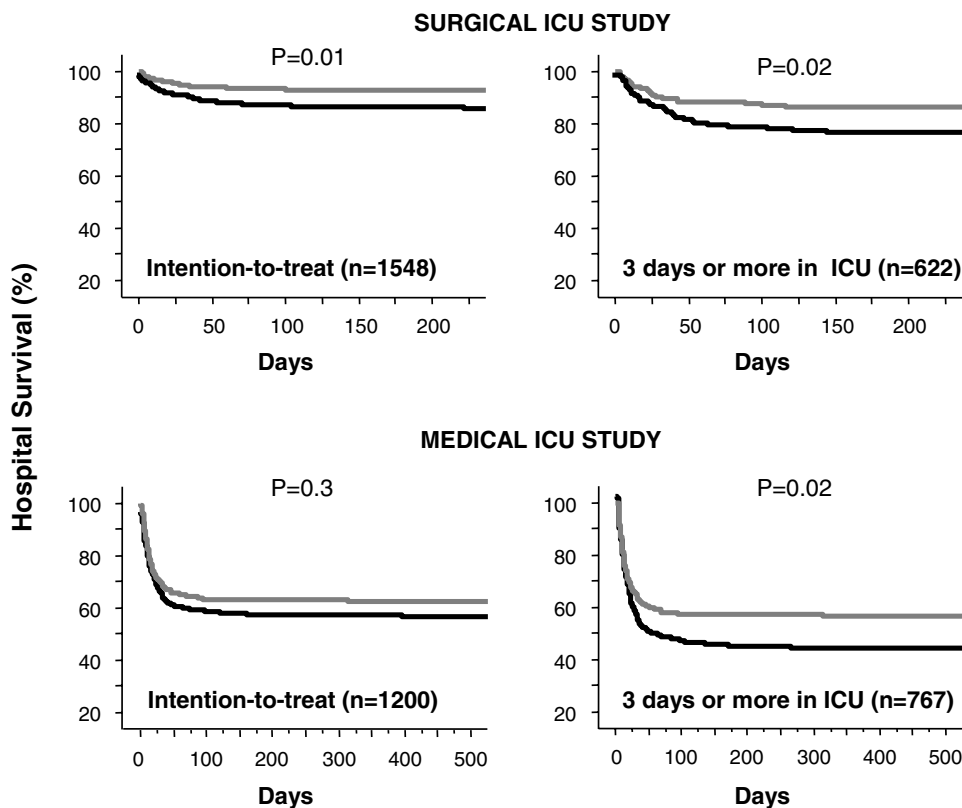 SURGICAL ICU STUDY
P=0.01
100
80
60
40
20
Intention-to-treat (n=1548)
0 50 100 150 200
Days
P=0.02
100
80
60
40
20
3 days or more in ICU (n=622)
0 50 100 150 200
Days
Hospital Survival (%)
MEDICAL ICU STUDY
P=0.3
100
80
60
40
20
Intention-to-treat (n=1200)
0 100 200 300 400 500
Days
P=0.02
100
80
60
40
20
3 days or more in ICU (n=767)
0 100 200 300 400 500
Days